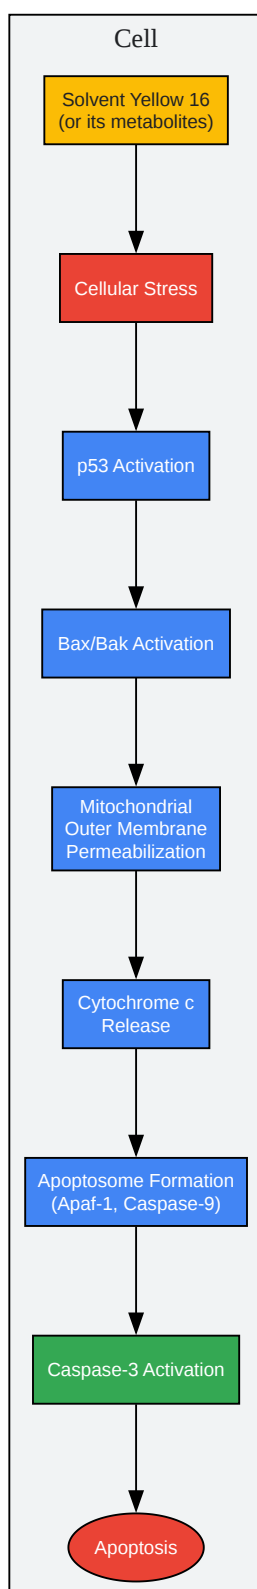 Cell
Solvent Yellow 16
(or its metabolites)
Cellular Stress
p53 Activation
Bax/Bak Activation
Mitochondrial
Outer Membrane
Permeabilization
Cytochrome c
Release
Apoptosome Formation
(Apaf-1, Caspase-9)
Caspase-3 Activation
Apoptosis